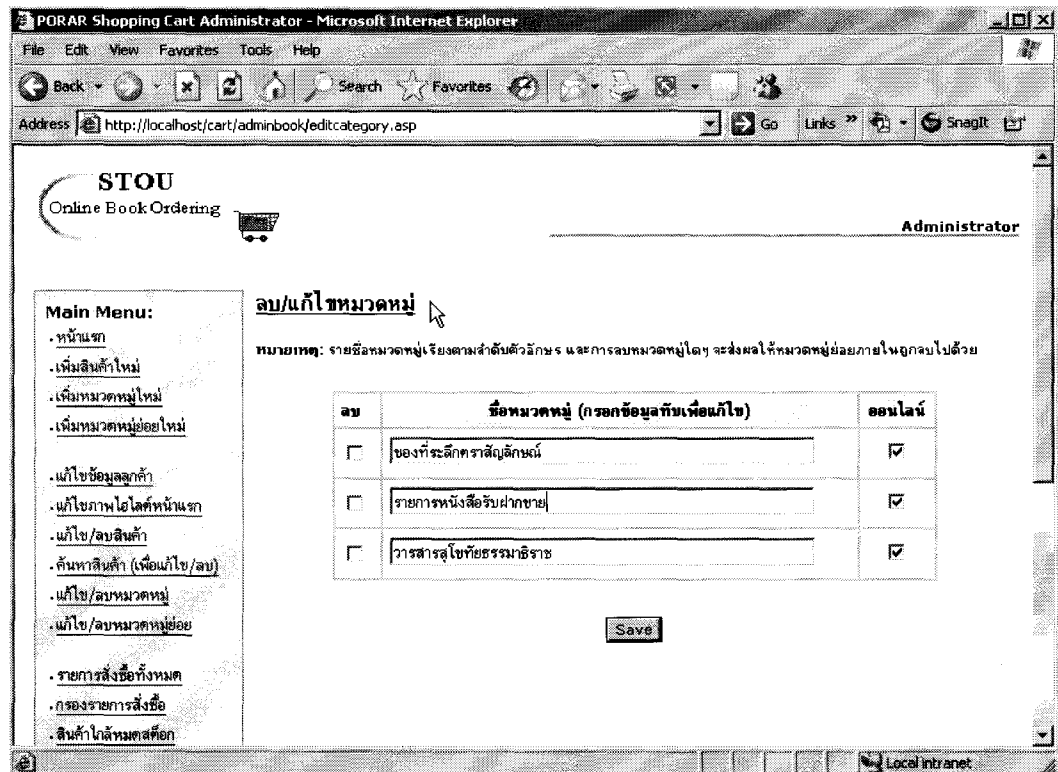 PORAR Shopping Cart Administrator - Microsoft Internet Explorer
File Edit View Favorites Tools Help
Back Search Favorites
Address http://localhost/cart/adminbook/editcategory.asp Go Links » SnagIt
STOU
Online Book Ordering
Administrator
Main Menu:
หน้าแรก
เพิ่มสินค้าใหม่
เพิ่มหมวดหมู่ใหม่
เพิ่มหมวดหมู่ย่อยใหม่
แก้ไขข้อมูลลูกค้า
แก้ไขภาพไฮไลต์หน้าแรก
แก้ไข/ลบสินค้า
ค้นหาสินค้า (เพื่อแก้ไข/ลบ)
แก้ไข/ลบหมวดหมู่
แก้ไข/ลบหมวดหมู่ย่อย
รายการสั่งซื้อทั้งหมด
กรองรายการสั่งซื้อ
สินค้าใกล้หมดสต็อก
ลบ/แก้ไขหมวดหมู่
หมายเหตุ: รายชื่อหมวดหมู่เรียงตามลำดับตัวอักษร และการลบหมวดหมู่ใดๆ จะส่งผลให้หมวดหมู่ย่อยภายในถูกลบไปด้วย
ลบ ชื่อหมวดหมู่ (กรอกข้อมูลทับเพื่อแก้ไข) ออนไลน์
ของที่ระลึกตราสัญลักษณ์
รายการหนังสือรับฝากขาย
วารสารสุโขทัยธรรมาธิราช
Save
Local intranet